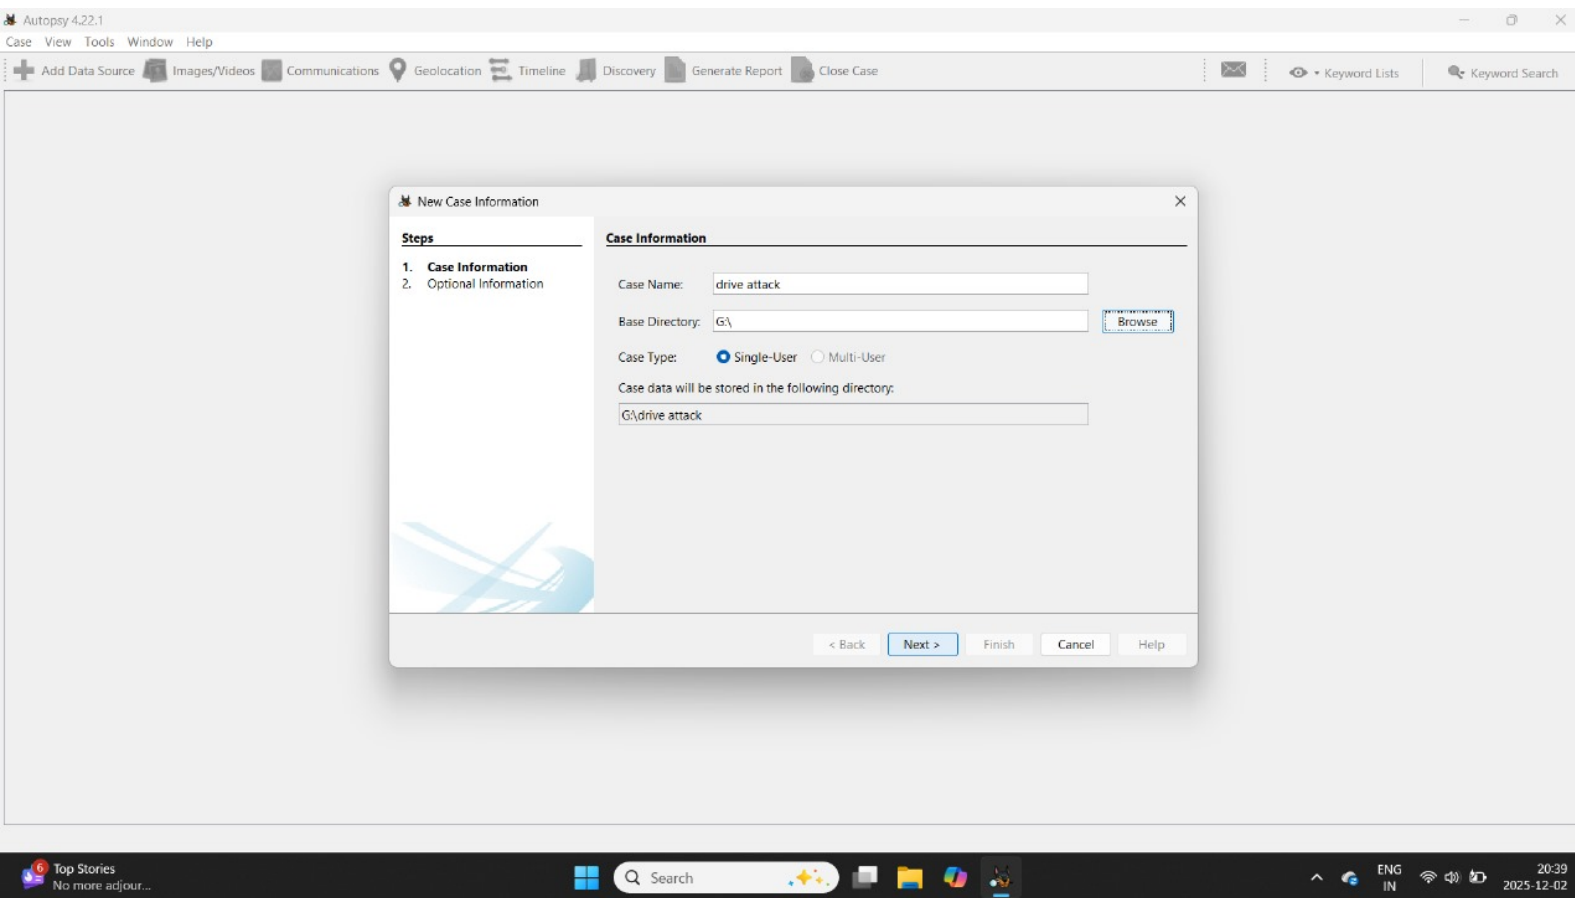 Autopsy 4.22.1
Case View Tools Window Help
Add Data Source Images/Videos Communications Geolocation Timeline Discovery Generate Report Close Case Keyword Lists Keyword Search
New Case Information
Steps
1. Case Information
2. Optional Information
Case Information
Case Name: drive attack
Base Directory: G:\ Browse
Case Type: Single-User Multi-User
Case data will be stored in the following directory:
G:\drive attack
< Back Next > Finish Cancel Help
6
Top Stories
No more adjour...
Search
ENG
IN
20:39
2025-12-02